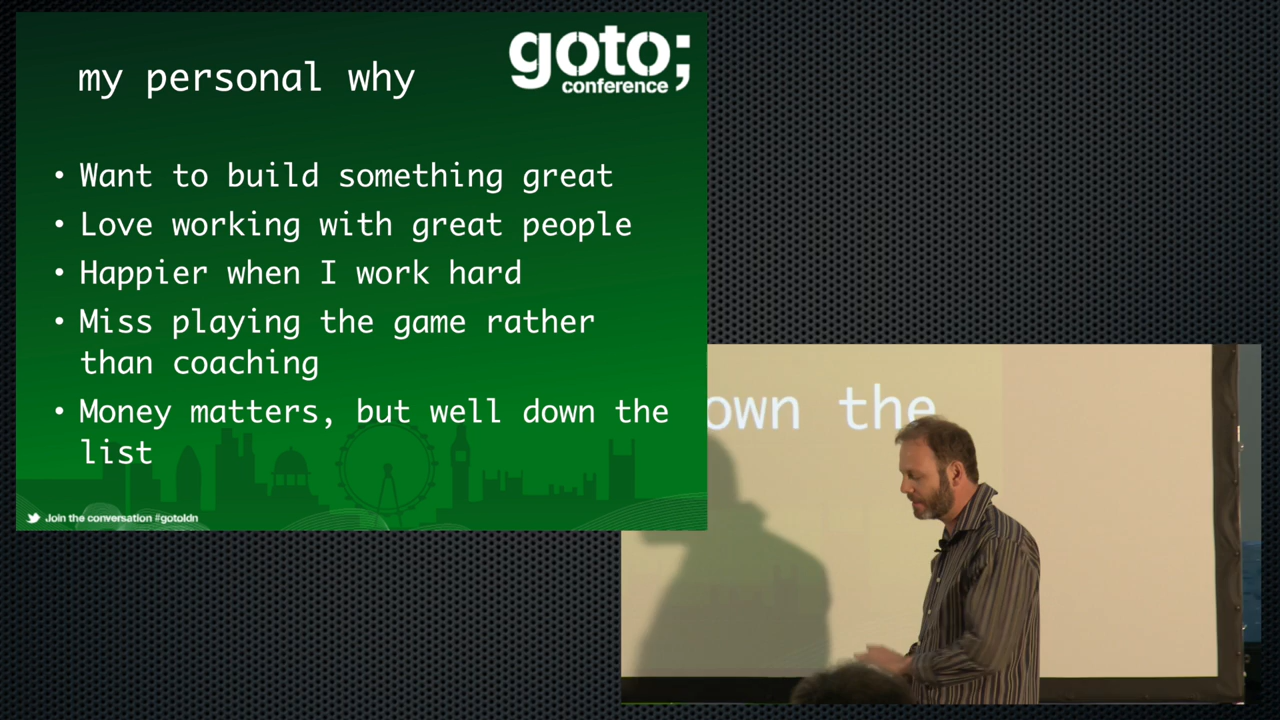 my personal why
goto;
conference
• Want to build something great
• Love working with great people
• Happier when I work hard
• Miss playing the game rather
than coaching
• Money matters, but well down the
list
Join the conversation #gotoldn
own the